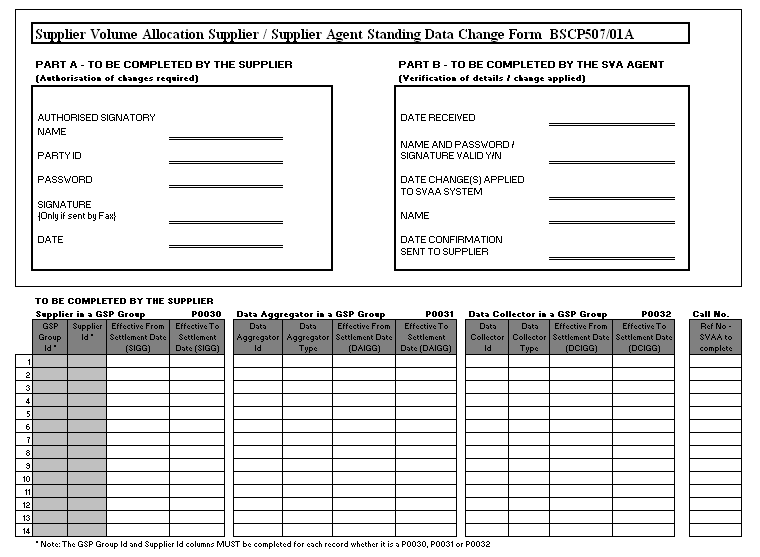 Supplier Volume Allocation Supplier / Supplier Agent Standing Data Change Form BSCP507/01A
PART A - TO BE COMPLETED BY THE SUPPLIER
(Authorisation of changes required)
AUTHORISED SIGNATORY
NAME
PARTY ID
PASSWORD
SIGNATURE
{Only if sent by Fax}
DATE
PART B - TO BE COMPLETED BY THE SVA AGENT
(Verification of details / change applied)
DATE RECEIVED
NAME AND PASSWORD /
SIGNATURE VALID Y/N
DATE CHANGE(S) APPLIED
TO SVAA SYSTEM
NAME
DATE CONFIRMATION
SENT TO SUPPLIER
TO BE COMPLETED BY THE SUPPLIER
Supplier in a GSP Group P0030 Data Aggregator in a GSP Group P0031 Data Collector in a GSP Group P0032 Call No.
GSP Supplier Effective From Effective To Data Data Effective From Effective To Data Data Effective From Effective To Ref No -
Group Id * Settlement Date Settlement Aggregator Aggregator Settlement Date Settlement Collector Collector Settlement Date Settlement SVAA to
Id * (SIGG) Date (SIGG) Id Type (DAIGG) Date (DAIGG) Id Type (DCIGG) Date (DCIGG) complete
1
2
3
4
5
6
7
8
9
10
11
12
13
14
* Note: The GSP Group Id and Supplier Id columns MUST be completed for each record whether it is a P0030, P0031 or P0032